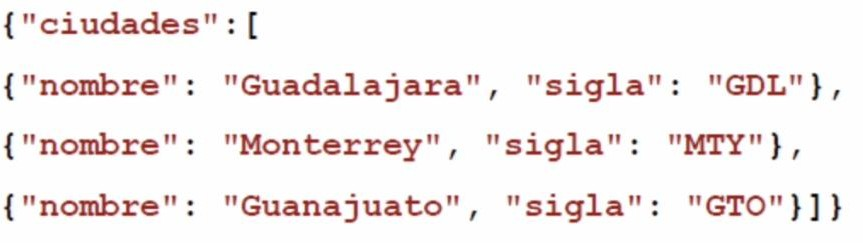 {"ciudades":[
{"nombre": "Guadalajara", "sigla": "GDL"},
{"nombre": "Monterrey", "sigla": "MTY"},
{"nombre": "Guanajuato", "sigla": "GTO"}]}